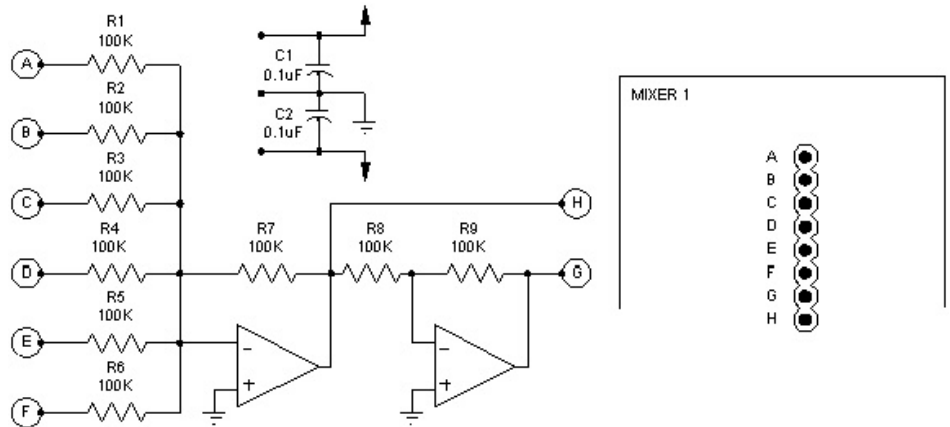 R1
100K
A
R2
100K
B
R3
100K
C
R4
100K
D
R5
100K
E
R6
100K
F
C1
0.1uF
C2
0.1uF
R7
100K
R8
100K
R9
100K
H
G
-
+
-
+
MIXER 1
A
B
C
D
E
F
G
H